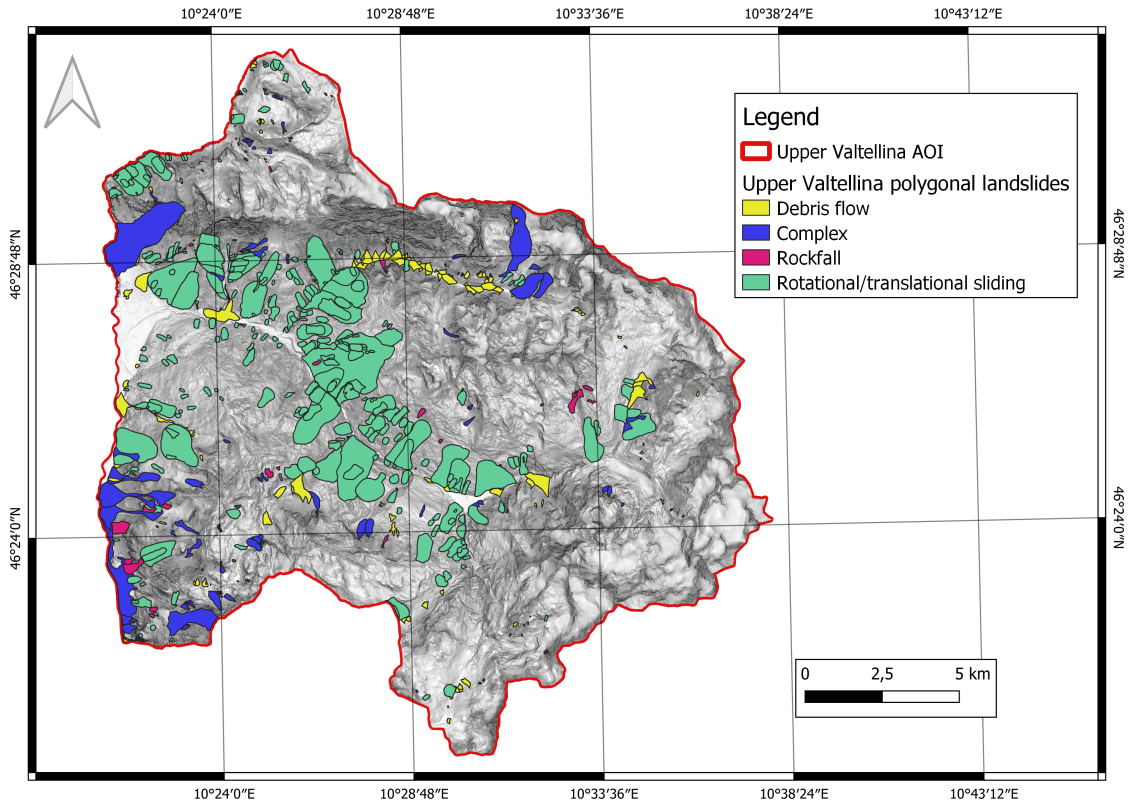 10°24′0″E 10°28′48″E 10°33′36″E 10°38′24″E 10°43′12″E
Legend
Upper Valtellina AOI
Upper Valtellina polygonal landslides
Debris flow
Complex
Rockfall
Rotational/translational sliding
46°28′48″N
46°28′48″N
46°24′0″N
46°24′0″N
0 2,5 5 km
10°24′0″E 10°28′48″E 10°33′36″E 10°38′24″E 10°43′12″E